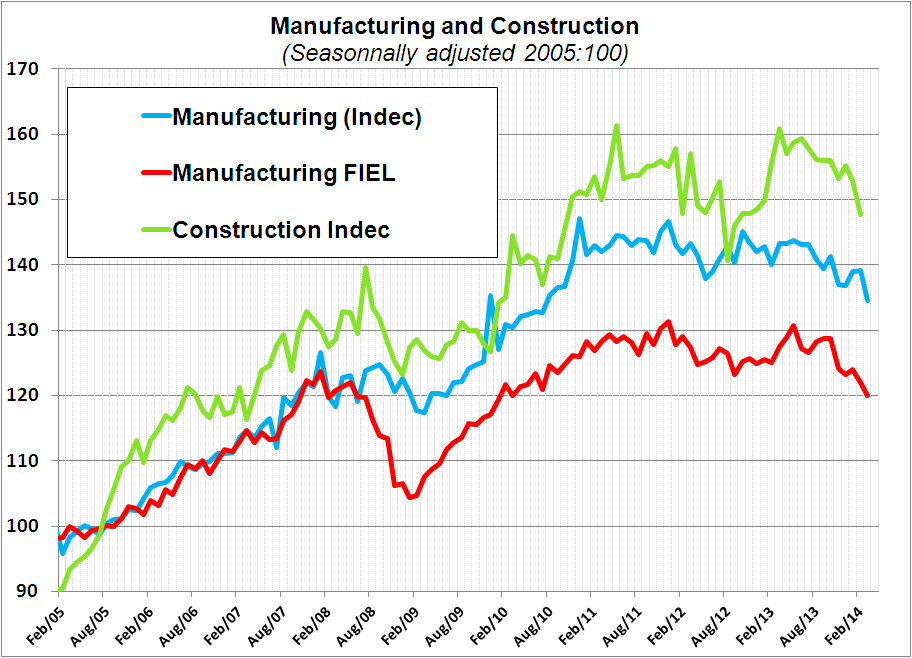 Manufacturing and Construction
(Seasonnally adjusted 2005:100)
170
160
150
140
130
120
110
100
90
Manufacturing (Indec)
Manufacturing FIEL
Construction Indec
Feb/05
Aug/05
Feb/06
Aug/06
Feb/07
Aug/07
Feb/08
Aug/08
Feb/09
Aug/09
Feb/10
Aug/10
Feb/11
Aug/11
Feb/12
Aug/12
Feb/13
Aug/13
Feb/14